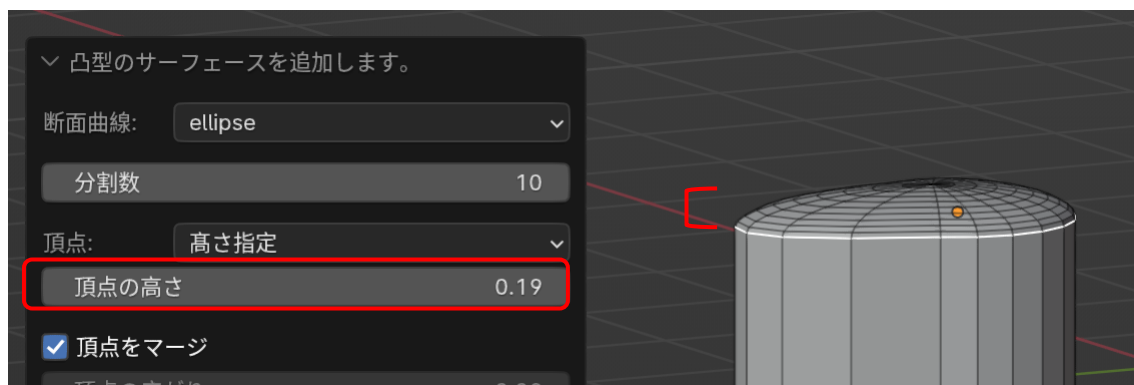 凸型のサーフェースを追加します。
断面曲線: ellipse
分割数 10
頂点: 髙さ指定
頂点の高さ 0.19
頂点をマージ